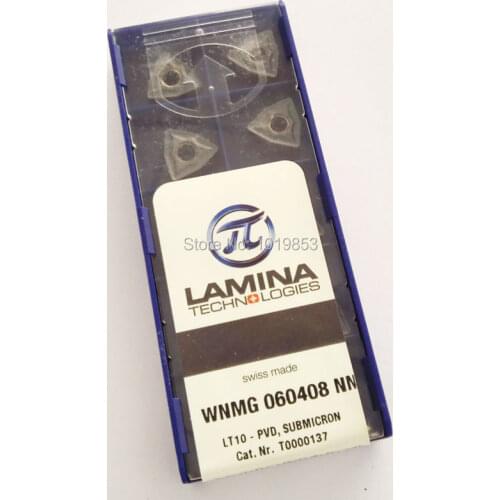 π
Store No: 1019853
LAMINA
TECHNOLOGIES
swiss made
WNMG 060408 NN
LT10 - PVD, SUBMICRON
Cat. Nr. T0000137